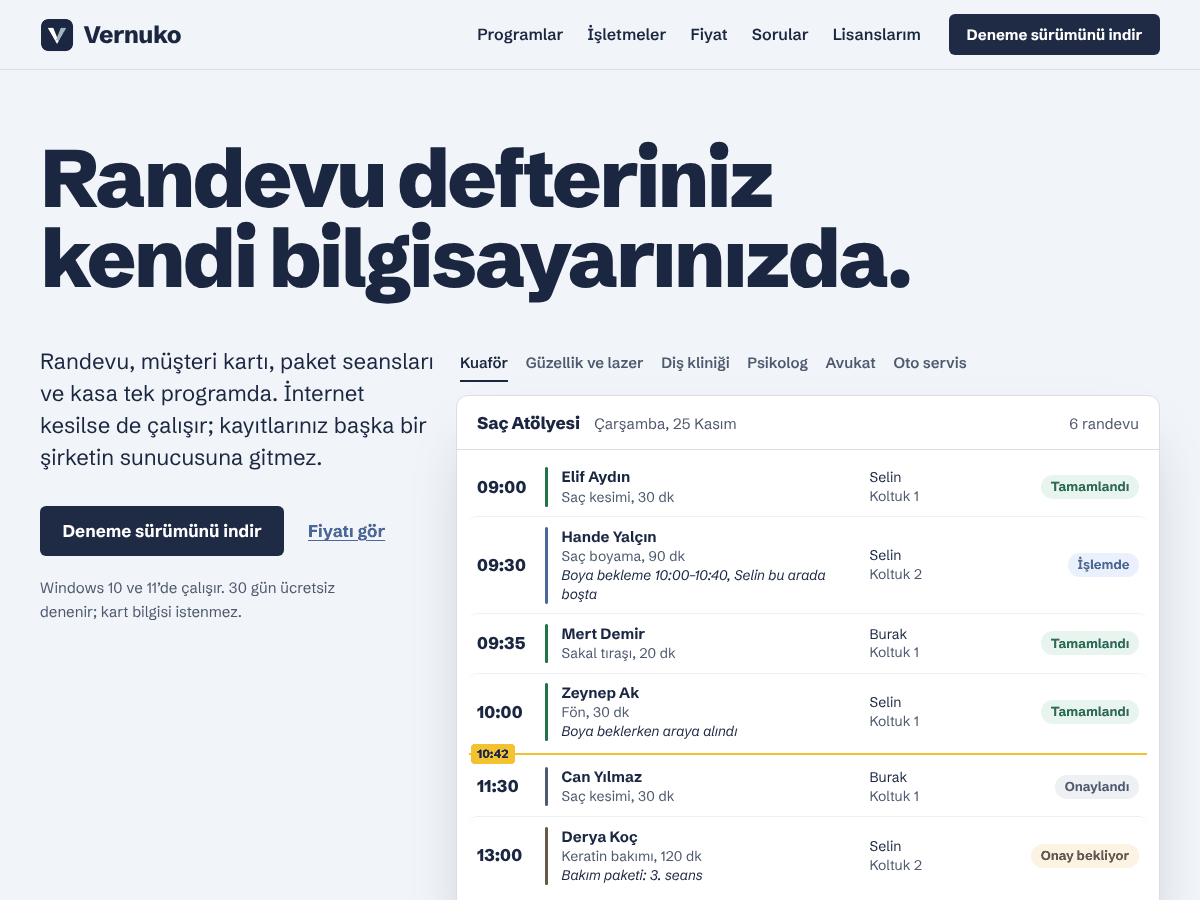 Vernuko
Programlar İşletmeler Fiyat Sorular Lisanslarım Deneme sürümünü indir
Randevu defteriniz
kendi bilgisayarınızda.
Randevu, müşteri kartı, paket seansları
ve kasa tek programda. İnternet
kesilse de çalışır; kayıtlarınız başka bir
şirketin sunucusuna gitmez.
Deneme sürümünü indir Fiyatı gör
Windows 10 ve 11’de çalışır. 30 gün ücretsiz
denenir; kart bilgisi istenmez.
Kuaför Güzellik ve lazer Diş kliniği Psikolog Avukat Oto servis
Saç Atölyesi Çarşamba, 25 Kasım 6 randevu
09:00
Elif Aydın
Saç kesimi, 30 dk
Selin
Koltuk 1
Tamamlandı
09:30
Hande Yalçın
Saç boyama, 90 dk
Boya bekleme 10:00–10:40, Selin bu arada
boşta
Selin
Koltuk 2
İşlemde
09:35
Mert Demir
Sakal tıraşı, 20 dk
Burak
Koltuk 1
Tamamlandı
10:00
Zeynep Ak
Fön, 30 dk
Boya beklerken araya alındı
Selin
Koltuk 1
Tamamlandı
10:42
11:30
Can Yılmaz
Saç kesimi, 30 dk
Burak
Koltuk 1
Onaylandı
13:00
Derya Koç
Keratin bakımı, 120 dk
Bakım paketi: 3. seans
Selin
Koltuk 2
Onay bekliyor